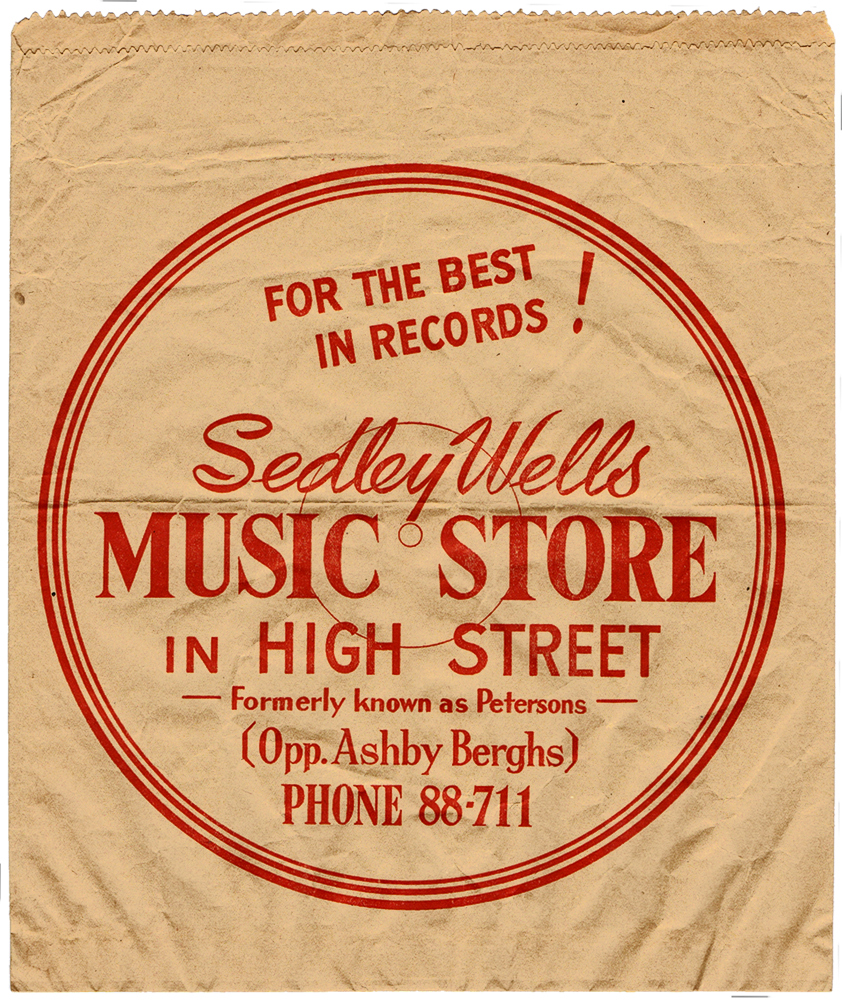 FOR THE BEST
IN RECORDS !
Sedley Wells
MUSIC STORE
IN HIGH STREET
— Formerly known as Petersons —
(Opp. Ashby Berghs)
PHONE 88-711